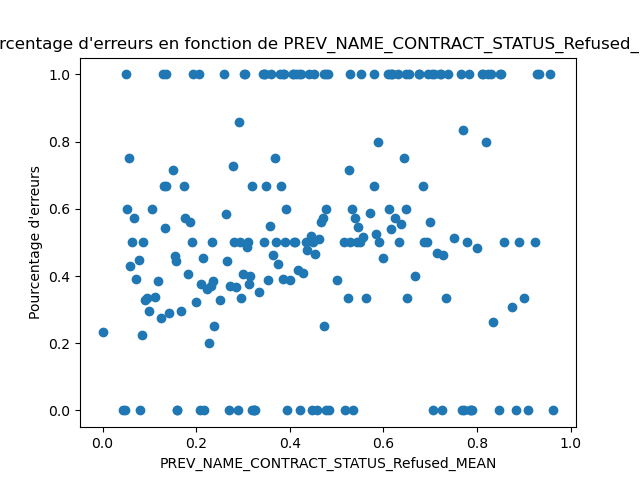 rcentage d'erreurs en fonction de PREV_NAME_CONTRACT_STATUS_Refused_
1.0
0.8
0.6
0.4
0.2
0.0
Pourcentage d'erreurs
0.0 0.2 0.4 0.6 0.8 1.0
PREV_NAME_CONTRACT_STATUS_Refused_MEAN